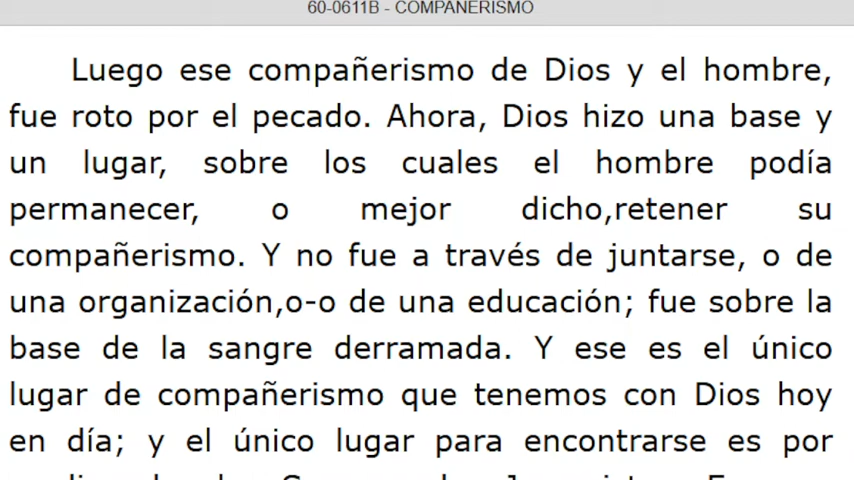 60-0611B - COMPAÑERISMO
Luego ese compañerismo de Dios y el hombre,
fue roto por el pecado. Ahora, Dios hizo una base y
un lugar, sobre los cuales el hombre podía
permanecer, o mejor dicho,retener su
compañerismo. Y no fue a través de juntarse, o de
una organización,o-o de una educación; fue sobre la
base de la sangre derramada. Y ese es el único
lugar de compañerismo que tenemos con Dios hoy
en día; y el único lugar para encontrarse es por